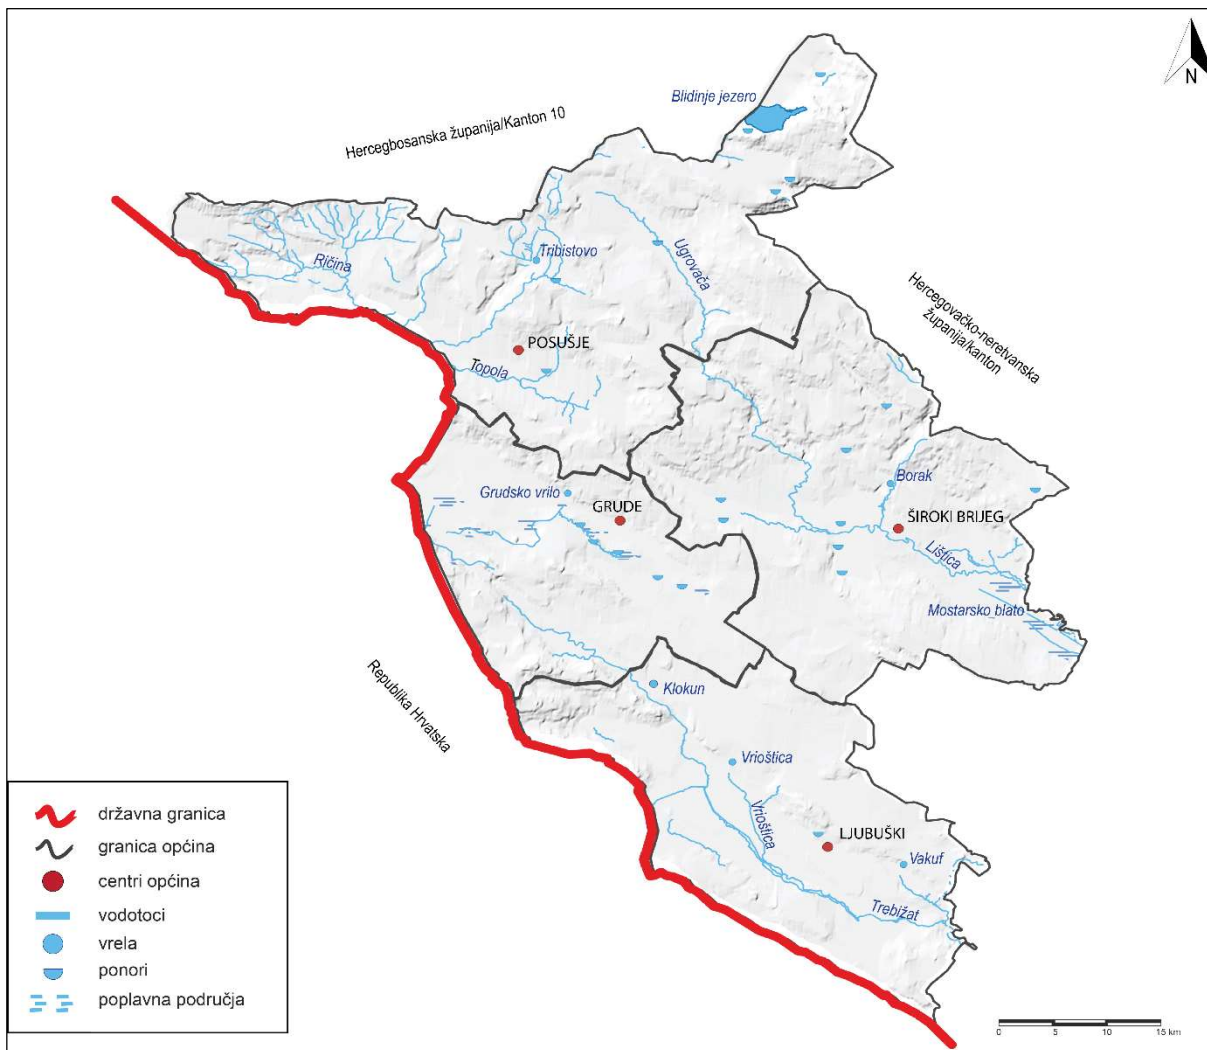 N
Blidinje jezero
Hercegbosanska županija/Kanton 10
Ugrovača
Tribistovo
Ričina
Hercegovačko-neretvanska
županija/kanton
POSUŠJE
Topola
Borak
Grudsko vrilo
GRUDE
ŠIROKI BRIJEG
Lištica
Mostarsko blato
Republika Hrvatska
Klokun
Vrioštica
Vrioštica
LJUBUŠKI
Vakuf
Trebižat
državna granica
granica općina
centri općina
vodotoci
vrela
ponori
poplavna područja
0 5 10 15 km